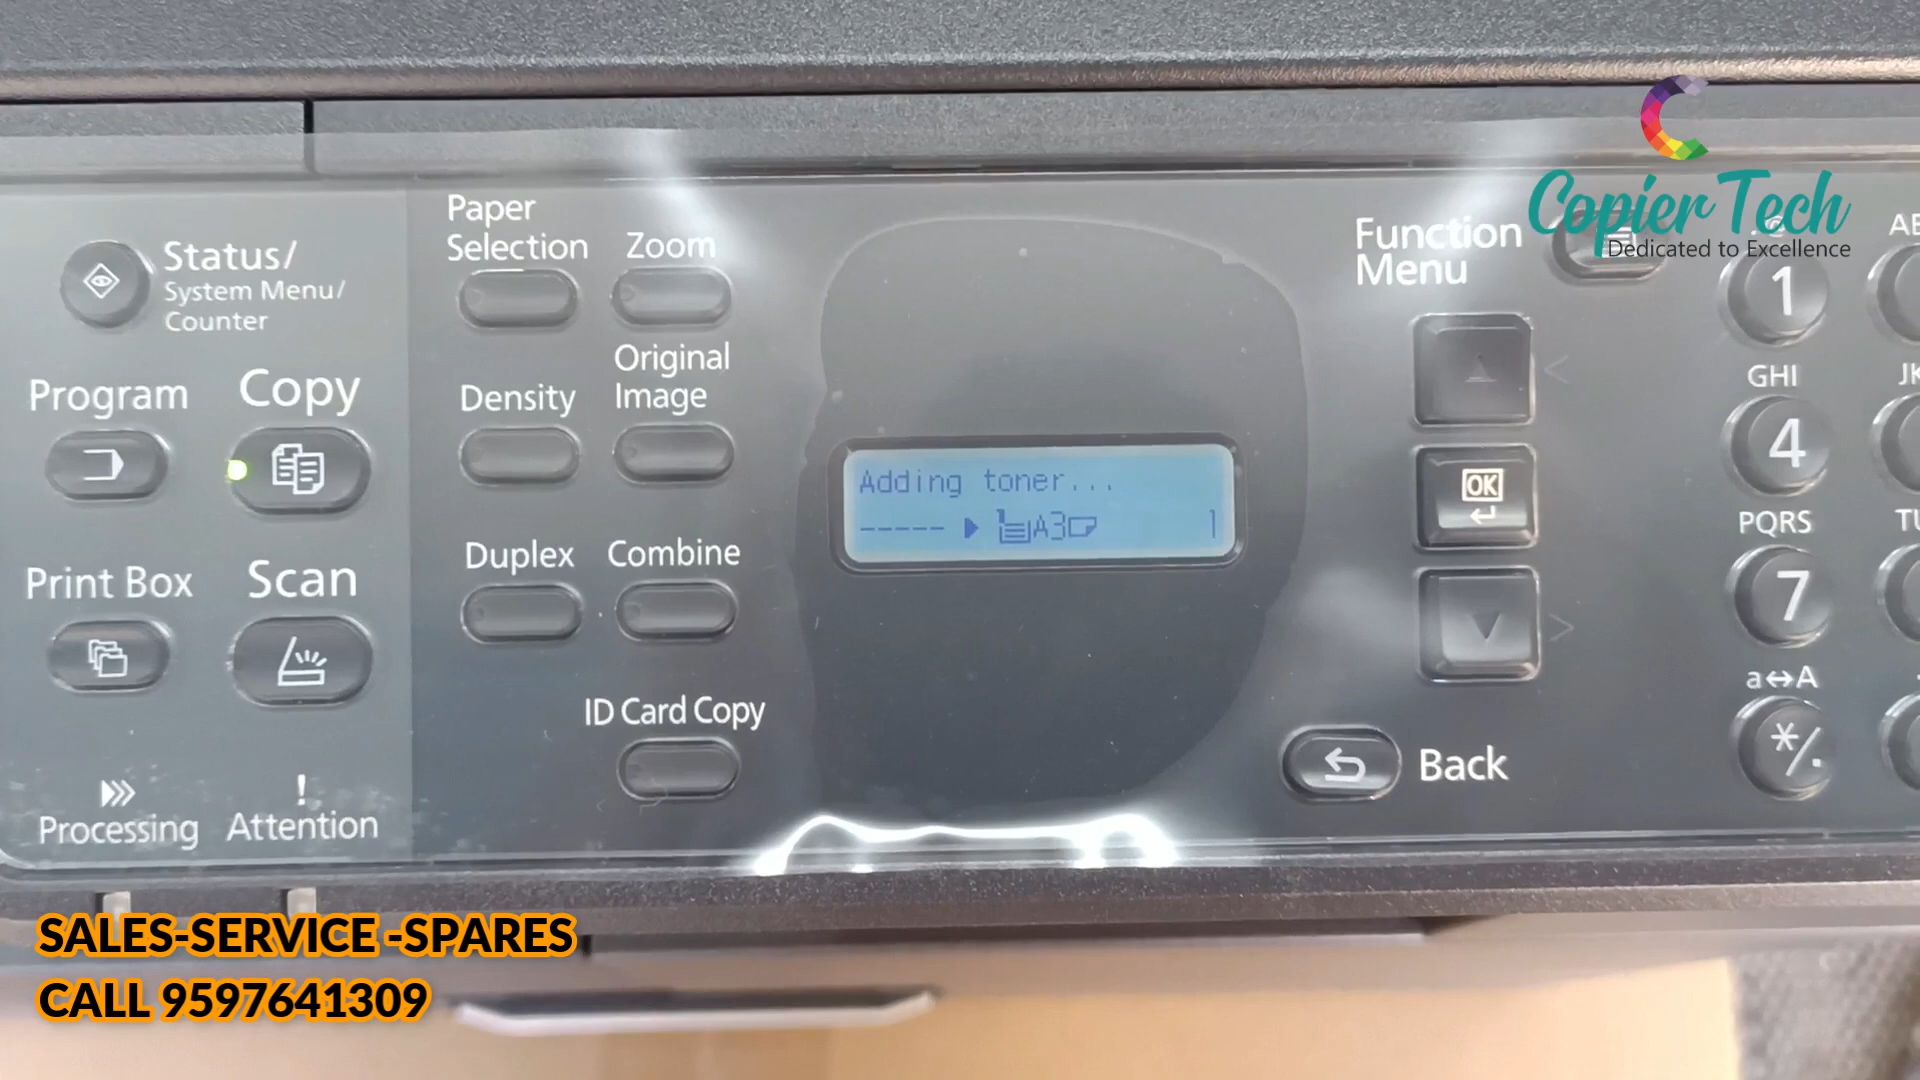 Copier Tech
Dedicated to Excellence
Status/
System Menu/
Counter
Paper
Selection
Zoom
Function
Menu
1
Program
Copy
Density
Original
Image
Adding toner...
----- A3 1
OK
GHI
4
Print Box
Scan
Duplex
Combine
PQRS
7
ID Card Copy
a↔A
*/.
Back
Processing
!
Attention
SALES-SERVICE -SPARES
CALL 9597641309